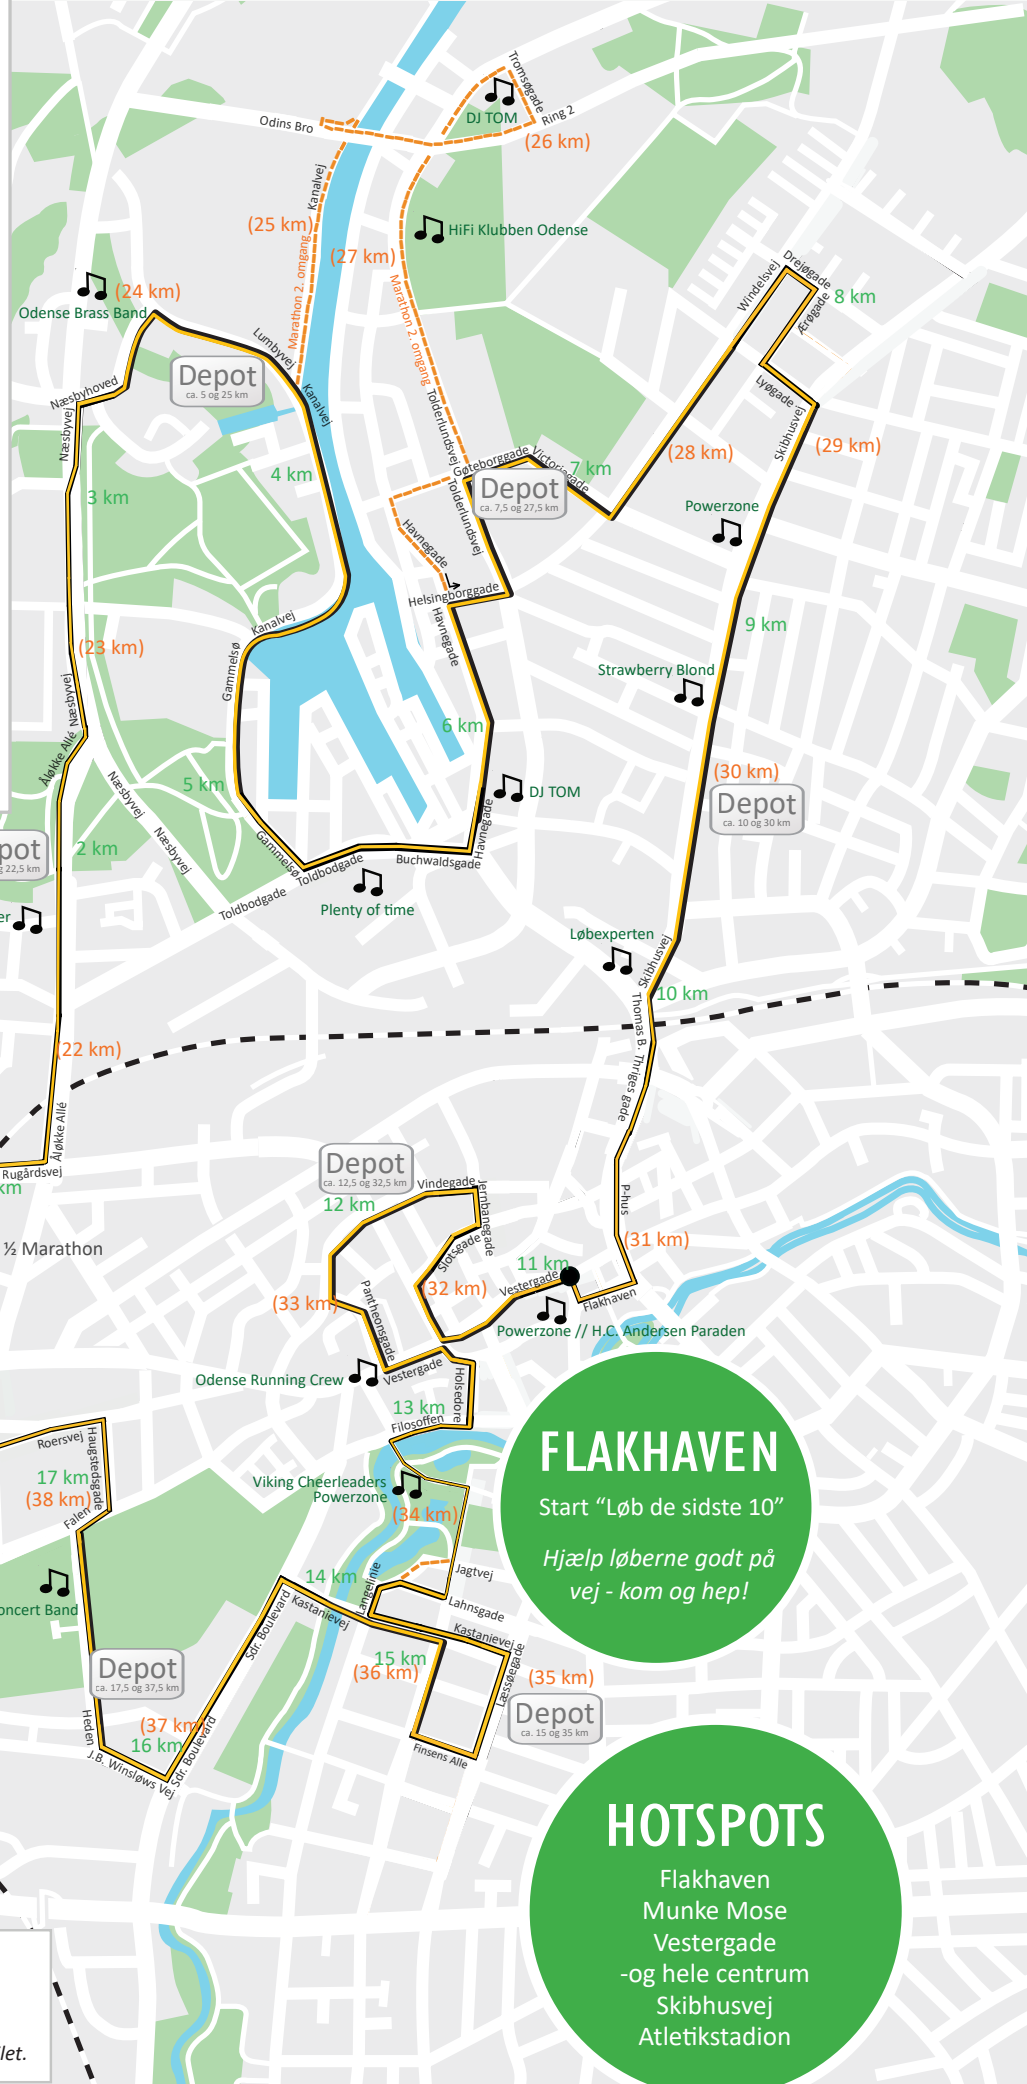 Tromsøgade
DJ TOM
Ring 2
Odins Bro
(26 km)
Kanalvej
(25 km)
HiFi Klubben Odense
(27 km)
Marathon 2. omgang
Marathon 2. omgang
Drejøgade
Windelsvej
8 km
Ærøgade
(24 km)
Odense Brass Band
Lumbyvej
Depot
ca. 5 og 25 km
Næsbyhoved
Kanalvej
Lyøgade
Tolderlundsvej
Skibhusvej
Næsbyvej
(29 km)
(28 km)
Gøteborggade
Victoriagade
7 km
4 km
Depot
ca. 7,5 og 27,5 km
3 km
Tolderlundsvej
Powerzone
Havnegade
Helsingborggade
Kanalvej
Havnegade
9 km
(23 km)
Gammelsø
Strawberry Blond
Næsbyvej
6 km
Åløkke Allé
(30 km)
5 km
Næsbyvej
DJ TOM
Depot
ca. 10 og 30 km
Havnegade
2 km
pot
g 22,5 km
Næsbyvej
Gammelsø
Toldbodgade
Buchwaldsgade
Toldbodgade
Plenty of time
er
Løbexperten
Skibhusvej
10 km
Thomas B. Thriges gade
(22 km)
Åløkke Allé
Rugårdsvej
km
Depot
ca. 12,5 og 32,5 km
Vindegade
12 km
Jernbanegade
P-hus
(31 km)
½ Marathon
Slotsgade
11 km
Vestergade
(32 km)
Flakhaven
(33 km)
Pantheonsgade
Powerzone // H.C. Andersen Paraden
Odense Running Crew
Vestergade
Holsedore
13 km
Filosoffen
Roersvej
Haugstedsgade
FLAKHAVEN
17 km
(38 km)
Viking Cheerleaders
Powerzone
Start “Løb de sidste 10”
Falen
(34 km)
Hjælp løberne godt på
vej - kom og hep!
Jagtvej
14 km
Langelinie
oncert Band
Sdr. Boulevard
Kastanievej
Lahnsgade
Kastanievej
15 km
(36 km)
Depot
ca. 17,5 og 37,5 km
Læssøegade
(35 km)
Depot
ca. 15 og 35 km
Heden
(37 km)
16 km
Sdr. Boulevard
J.B. Winsløws Vej
Finsens Alle
HOTSPOTS
Flakhaven
Munke Mose
Vestergade
-og hele centrum
Skibhusvej
Atletikstadion
let.